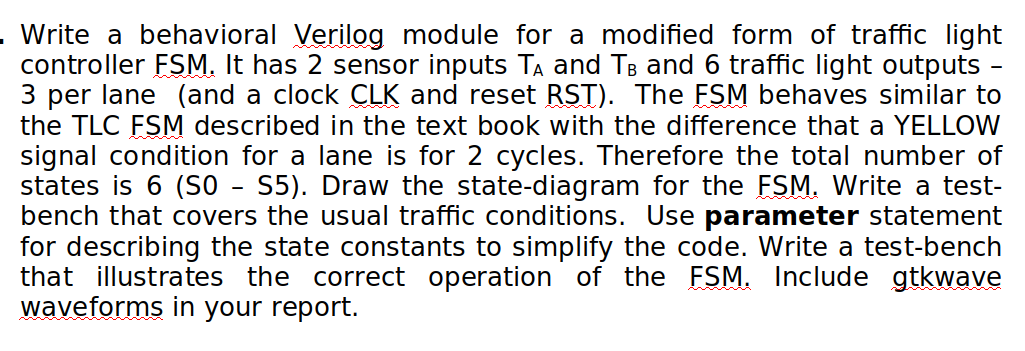 . Write a behavioral Verilog module for a modified form of traffic light
controller FSM. It has 2 sensor inputs TA and TB and 6 traffic light outputs –
3 per lane (and a clock CLK and reset RST). The FSM behaves similar to
the TLC FSM described in the text book with the difference that a YELLOW
signal condition for a lane is for 2 cycles. Therefore the total number of
states is 6 (S0 – S5). Draw the state-diagram for the FSM. Write a test-
bench that covers the usual traffic conditions. Use parameter statement
for describing the state constants to simplify the code. Write a test-bench
that illustrates the correct operation of the FSM. Include gtkwave
waveforms in your report.